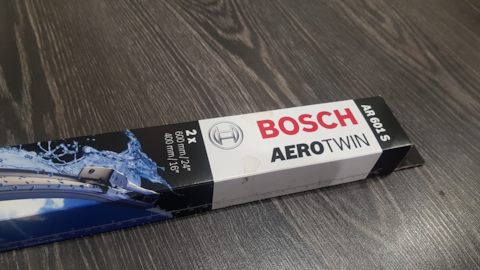 2x
600 mm/24"
400 mm/16"
BOSCH
AEROTWIN
AR 601 S